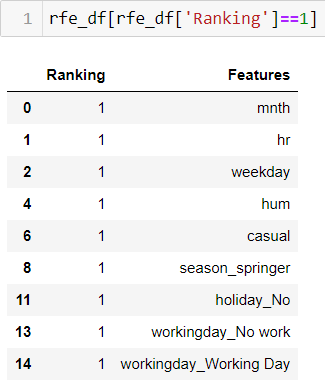 1 rfe_df[rfe_df['Ranking']==1]
Ranking Features
0 1 mnth
1 1 hr
2 1 weekday
4 1 hum
6 1 casual
8 1 season_springer
11 1 holiday_No
13 1 workingday_No work
14 1 workingday_Working Day